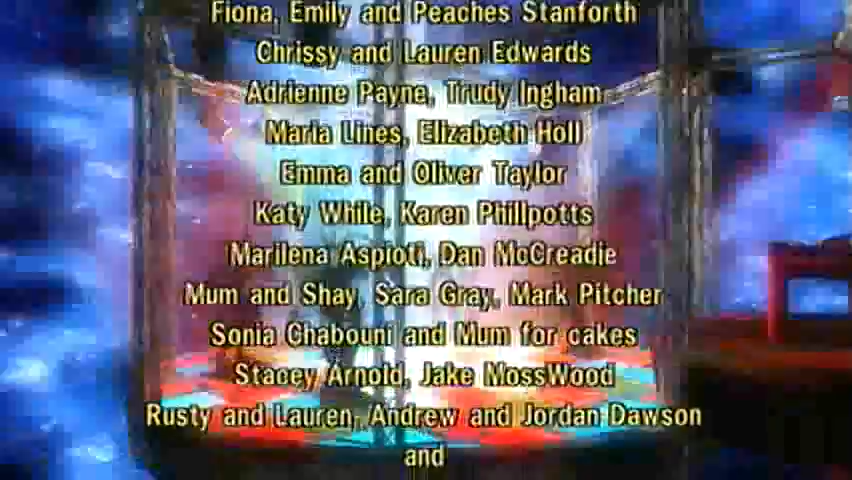 Fiona, Emily and Peaches Stanforth
Chrissy and Lauren Edwards
Adrienne Payne, Trudy Ingham
Maria Lines, Elizabeth Holl
Emma and Oliver Taylor
Katy While, Karen Phillpotts
Marilena Aspioti, Dan McCreadie
Mum and Shay, Sara Gray, Mark Pitcher
Sonia Chabouni and Mum for cakes
Stacey Arnold, Jake MossWood
Rusty and Lauren, Andrew and Jordan Dawson
and